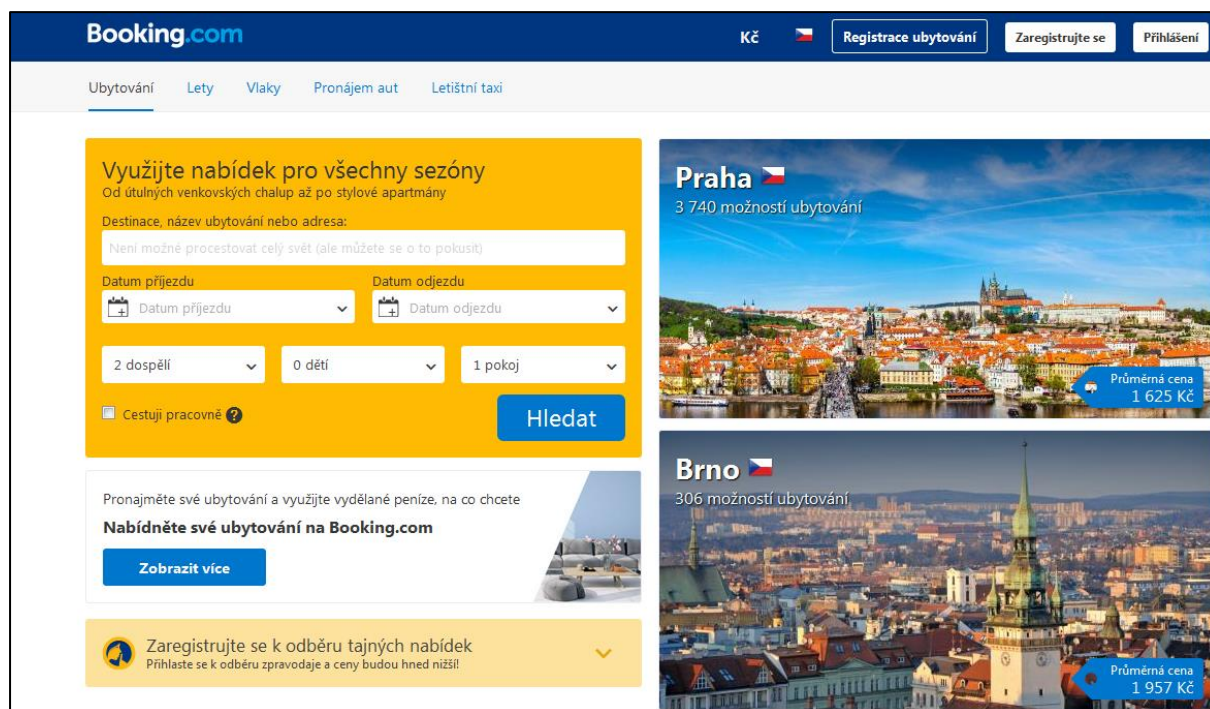 Booking.com
Kč
Registrace ubytování
Zaregistrujte se
Přihlášení
Ubytování
Lety
Vlaky
Pronájem aut
Letištní taxi
Využijte nabídek pro všechny sezóny
Od útulných venkovských chalup až po stylové apartmány
Destinace, název ubytování nebo adresa:
Není možné procestovat celý svět (ale můžete se o to pokusit)
Datum příjezdu
Datum odjezdu
Datum příjezdu
Datum odjezdu
2 dospělí
0 dětí
1 pokoj
Cestuji pracovně ?
Hledat
Pronajměte své ubytování a využijte vydělané peníze, na co chcete
Nabídněte své ubytování na Booking.com
Zobrazit více
Zaregistrujte se k odběru tajných nabídek
Přihlaste se k odběru zpravodaje a ceny budou hned nižší!
Praha
3 740 možností ubytování
Průměrná cena
1 625 Kč
Brno
306 možností ubytování
Průměrná cena
1 957 Kč